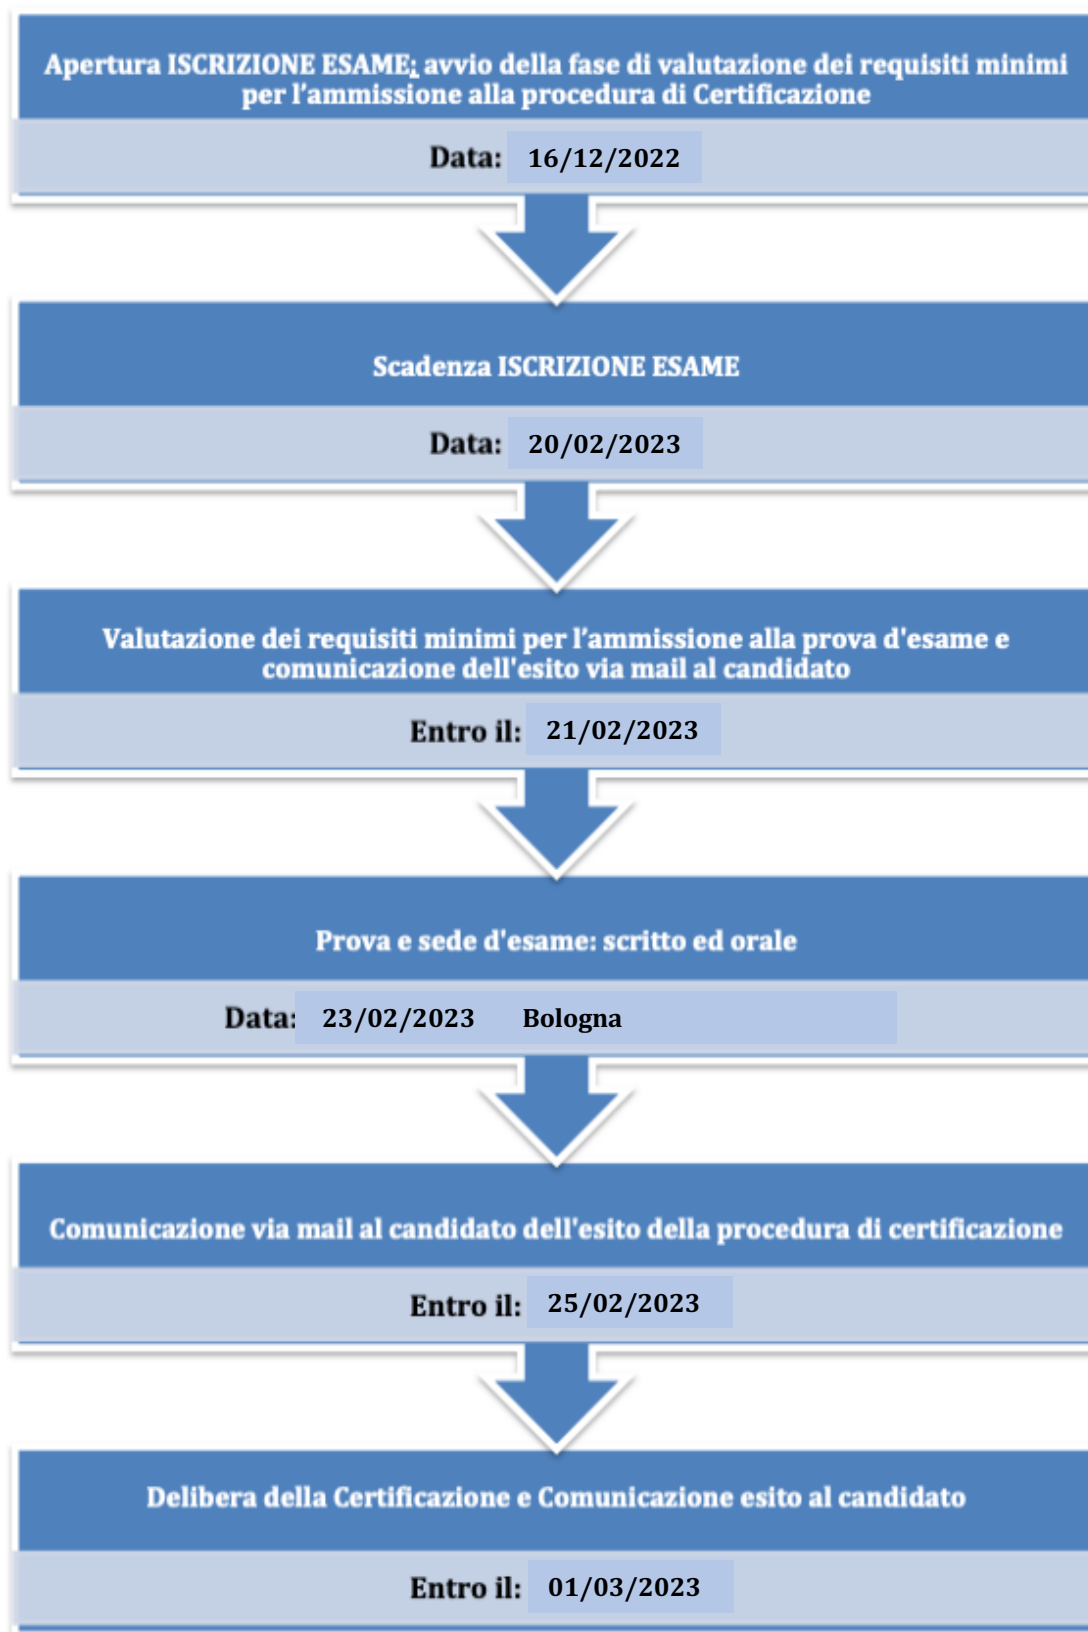 Apertura ISCRIZIONE ESAME; avvio della fase di valutazione dei requisiti minimi
per l'ammissione alla procedura di Certificazione
Data: 16/12/2022
Scadenza ISCRIZIONE ESAME
Data: 20/02/2023
Valutazione dei requisiti minimi per l'ammissione alla prova d'esame e
comunicazione dell'esito via mail al candidato
Entro il: 21/02/2023
Prova e sede d'esame: scritto ed orale
Data: 23/02/2023 Bologna
Comunicazione via mail al candidato dell'esito della procedura di certificazione
Entro il: 25/02/2023
Delibera della Certificazione e Comunicazione esito al candidato
Entro il: 01/03/2023